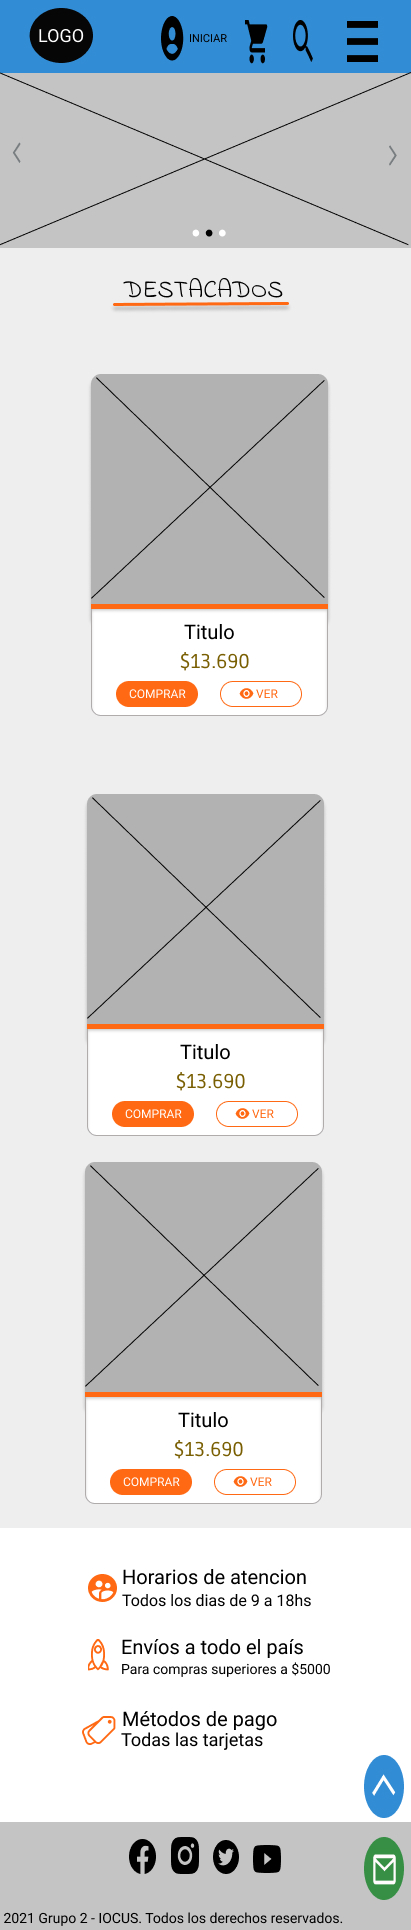 LOGO
INICIAR
DESTACADOS
Titulo
$13.690
COMPRAR
VER
Titulo
$13.690
COMPRAR
VER
Titulo
$13.690
COMPRAR
VER
Horarios de atencion
Todos los dias de 9 a 18hs
Envíos a todo el país
Para compras superiores a $5000
Métodos de pago
Todas las tarjetas
2021 Grupo 2 - IOCUS. Todos los derechos reservados.